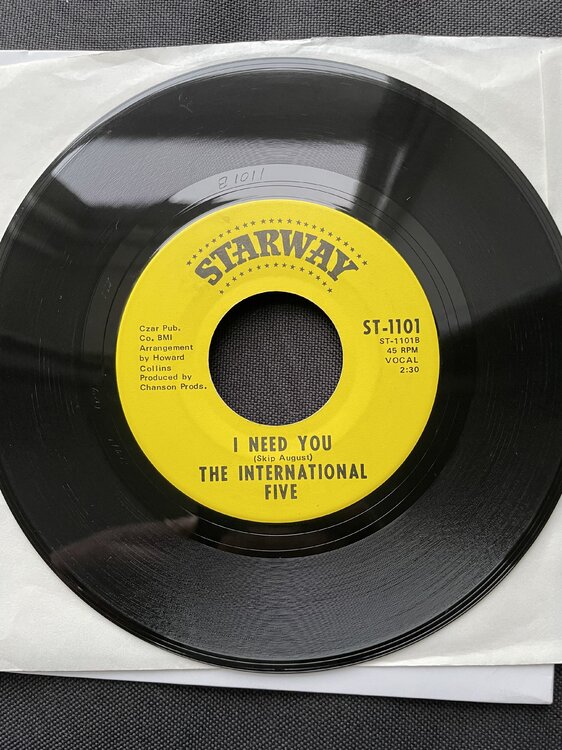 B 1011
STARWAY
Czar Pub.
Co. BMI
Arrangement
by Howard
Collins
Produced by
Chanson Prods.
ST-1101
ST-1101B
45 RPM
VOCAL
2:30
I NEED YOU
(Skip August)
THE INTERNATIONAL
FIVE